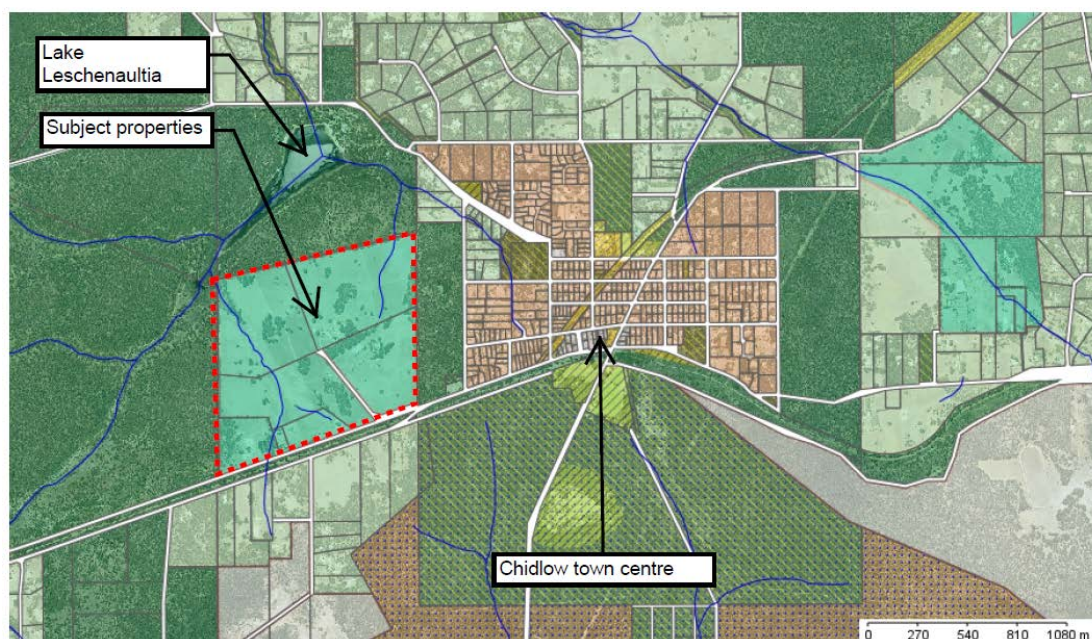 Lake
Leschenaultia
Subject properties
Chidlow town centre
0 270 540 810 1080 m